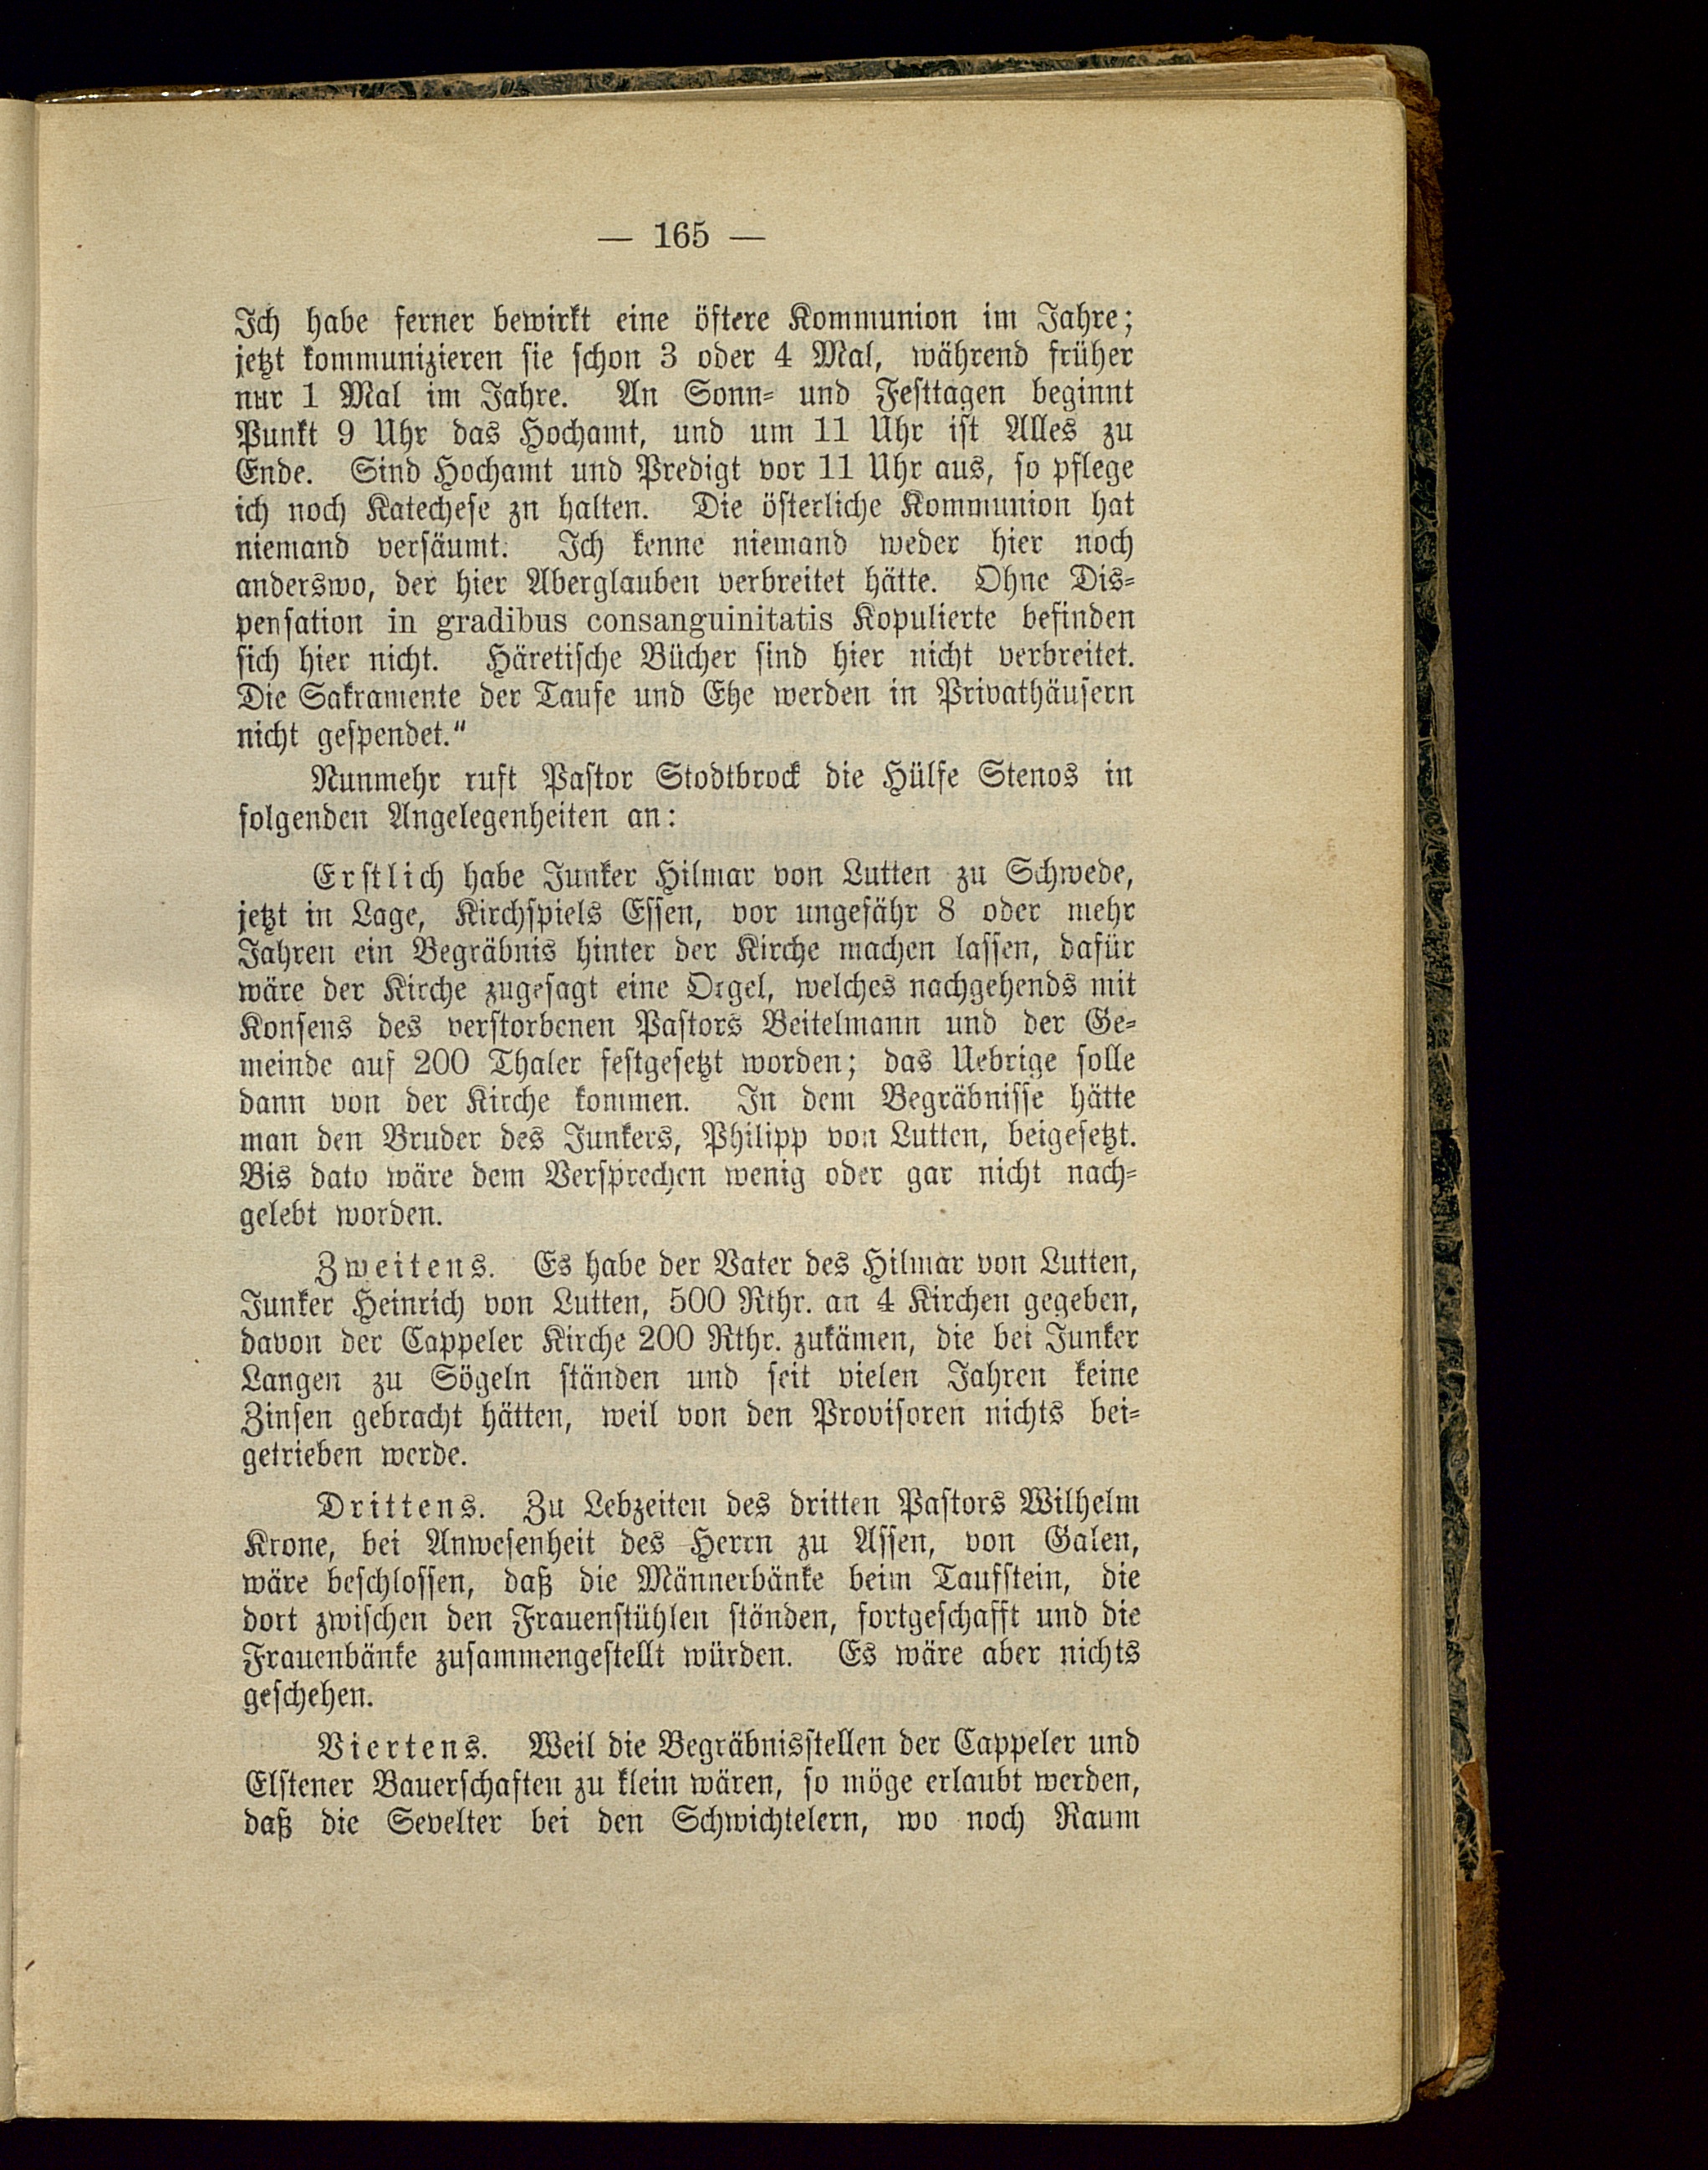 — 165 —
Ich habe ferner bewirkt eine öftere Kommunion im Jahre;
jetzt kommunizieren sie schon 3 oder 4 Mal, während früher
nur 1 Mal im Jahre. An Sonn- und Festtagen beginnt
Punkt 9 Uhr das Hochamt, und um 11 Uhr ist Alles zu
Ende. Sind Hochamt und Predigt vor 11 Uhr aus, so pflege
ich noch Katechese zn halten. Die österliche Kommunion hat
niemand versäumt. Ich kenne niemand weder hier noch
anderswo, der hier Aberglauben verbreitet hätte. Ohne Dis-
pensation in gradibus consanguinitatis Kopulierte befinden
sich hier nicht. Häretische Bücher sind hier nicht verbreitet.
Die Sakramente der Taufe und Ehe werden in Privathäusern
nicht gespendet.“
Nunmehr ruft Pastor Stodtbrock die Hülfe Stenos in
folgenden Angelegenheiten an:
Erstlich habe Junker Hilmar von Lutten zu Schwede,
jetzt in Lage, Kirchspiels Essen, vor ungefähr 8 oder mehr
Jahren ein Begräbnis hinter der Kirche machen lassen, dafür
wäre der Kirche zugesagt eine Orgel, welches nachgehends mit
Konsens des verstorbenen Pastors Beitelmann und der Ge-
meinde auf 200 Thaler festgesetzt worden; das Uebrige solle
dann von der Kirche kommen. In dem Begräbnisse hätte
man den Bruder des Junkers, Philipp von Lutten, beigesetzt.
Bis dato wäre dem Versprechen wenig oder gar nicht nach-
gelebt worden.
Zweitens. Es habe der Vater des Hilmar von Lutten,
Junker Heinrich von Lutten, 500 Rthr. an 4 Kirchen gegeben,
davon der Cappeler Kirche 200 Rthr. zukämen, die bei Junker
Langen zu Sögeln ständen und seit vielen Jahren keine
Zinsen gebracht hätten, weil von den Provisoren nichts bei-
getrieben werde.
Drittens. Zu Lebzeiten des dritten Pastors Wilhelm
Krone, bei Anwesenheit des Herrn zu Assen, von Galen,
wäre beschlossen, daß die Männerbänke beim Taufstein, die
dort zwischen den Frauenstühlen ständen, fortgeschafft und die
Frauenbänke zusammengestellt würden. Es wäre aber nichts
geschehen.
Viertens. Weil die Begräbnisstellen der Cappeler und
Elstener Bauerschaften zu klein wären, so möge erlaubt werden,
daß die Sevelter bei den Schwichtelern, wo noch Raum